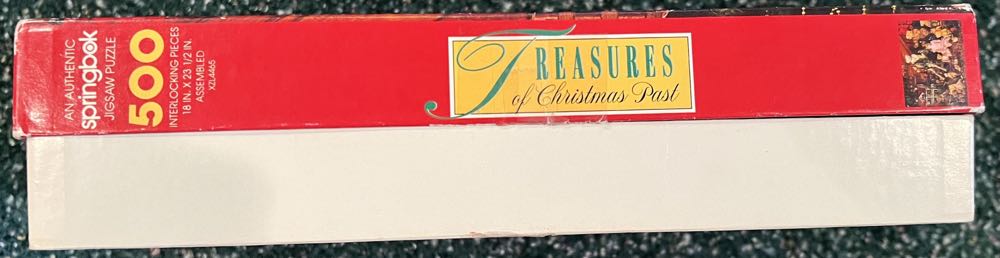 AN AUTHENTIC
springbok
JIGSAW PUZZLE
500
INTERLOCKING PIECES
18 IN. X 23 1/2 IN.
ASSEMBLED
XZL4465
TREASURES
of Christmas Past